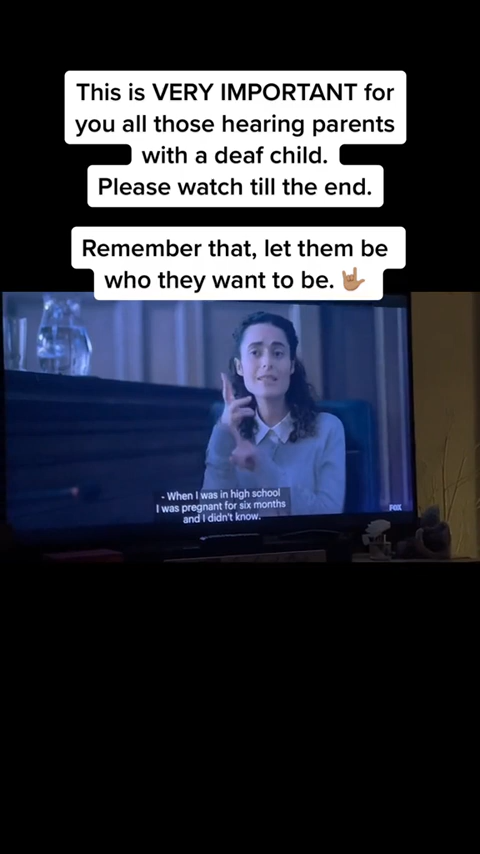 This is VERY IMPORTANT for
you all those hearing parents
with a deaf child.
Please watch till the end.
Remember that, let them be
who they want to be. 🤟🏽
- When I was in high school
I was pregnant for six months
and I didn't know.
FOX